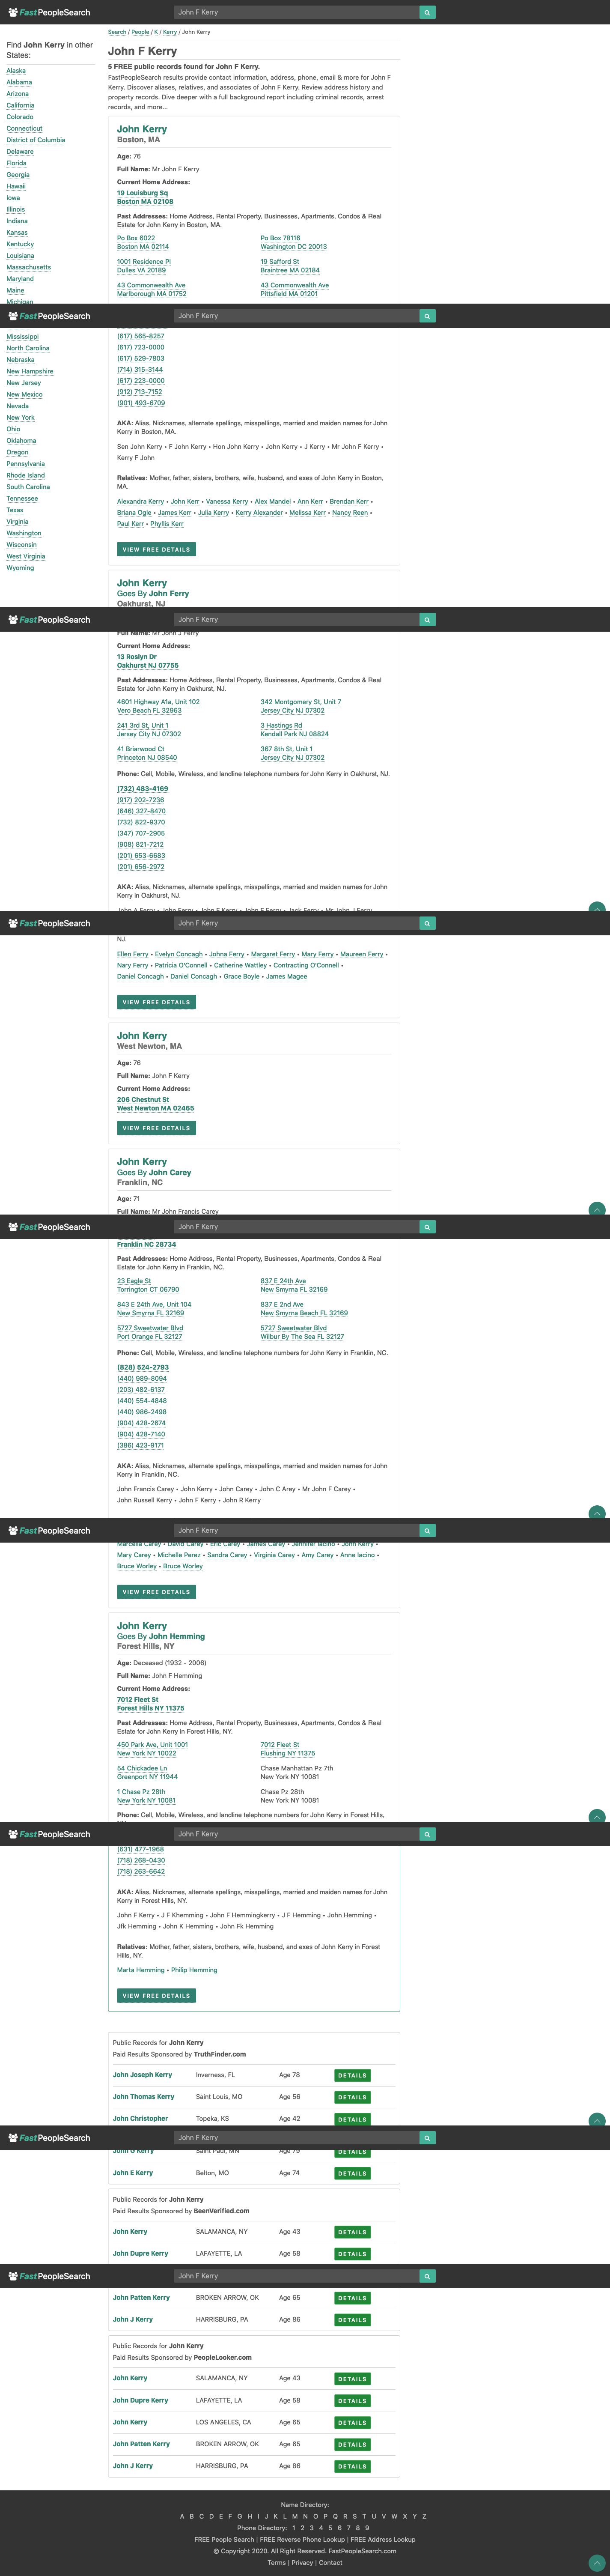 FastPeopleSearch
John F Kerry
Search / People / K / Kerry / John Kerry
Find John Kerry in other
States:
Alaska
Alabama
Arizona
California
Colorado
Connecticut
District of Columbia
Delaware
Florida
Georgia
Hawaii
Iowa
Illinois
Indiana
Kansas
Kentucky
Louisiana
Massachusetts
Maryland
Maine
Michigan
John F Kerry
5 FREE public records found for John F Kerry.
FastPeopleSearch results provide contact information, address, phone, email & more for John F
Kerry. Discover aliases, relatives, and associates of John F Kerry. Review address history and
property records. Dive deeper with a full background report including criminal records, arrest
records, and more...
John Kerry
Boston, MA
Age: 76
Full Name: Mr John F Kerry
Current Home Address:
19 Louisburg Sq
Boston MA 02108
Past Addresses: Home Address, Rental Property, Businesses, Apartments, Condos & Real
Estate for John Kerry in Boston, MA.
Po Box 6022 Po Box 78116
Boston MA 02114 Washington DC 20013
1001 Residence Pl 19 Safford St
Dulles VA 20189 Braintree MA 02184
43 Commonwealth Ave 43 Commonwealth Ave
Marlborough MA 01752 Pittsfield MA 01201
FastPeopleSearch
John F Kerry
Mississippi
North Carolina
Nebraska
New Hampshire
New Jersey
New Mexico
Nevada
New York
Ohio
Oklahoma
Oregon
Pennsylvania
Rhode Island
South Carolina
Tennessee
Texas
Virginia
Washington
Wisconsin
West Virginia
Wyoming
(617) 565-8257
(617) 723-0000
(617) 529-7803
(714) 315-3144
(617) 223-0000
(912) 713-7152
(901) 493-6709
AKA: Alias, Nicknames, alternate spellings, misspellings, married and maiden names for John
Kerry in Boston, MA.
Sen John Kerry • F John Kerry • Hon John Kerry • John Kerry • J Kerry • Mr John F Kerry •
Kerry F John
Relatives: Mother, father, sisters, brothers, wife, husband, and exes of John Kerry in Boston,
MA.
Alexandra Kerry • John Kerr • Vanessa Kerry • Alex Mandel • Ann Kerr • Brendan Kerr •
Briana Ogle • James Kerr • Julia Kerry • Kerry Alexander • Melissa Kerr • Nancy Reen •
Paul Kerr • Phyllis Kerr
VIEW FREE DETAILS
John Kerry
Goes By John Ferry
Oakhurst, NJ
FastPeopleSearch
John F Kerry
Full Name: Mr John J Ferry
Current Home Address:
13 Roslyn Dr
Oakhurst NJ 07755
Past Addresses: Home Address, Rental Property, Businesses, Apartments, Condos & Real
Estate for John Kerry in Oakhurst, NJ.
4601 Highway A1a, Unit 102 342 Montgomery St, Unit 7
Vero Beach FL 32963 Jersey City NJ 07302
241 3rd St, Unit 1 3 Hastings Rd
Jersey City NJ 07302 Kendall Park NJ 08824
41 Briarwood Ct 367 8th St, Unit 1
Princeton NJ 08540 Jersey City NJ 07302
Phone: Cell, Mobile, Wireless, and landline telephone numbers for John Kerry in Oakhurst, NJ.
(732) 483-4169
(917) 202-7236
(646) 327-8470
(732) 822-9370
(347) 707-2905
(908) 821-7212
(201) 653-6683
(201) 656-2972
AKA: Alias, Nicknames, alternate spellings, misspellings, married and maiden names for John
Kerry in Oakhurst, NJ.
John A Ferry • John Ferry • John F Kerry • John F Ferry • Jack Ferry • Mr John J Ferry
FastPeopleSearch
John F Kerry
NJ.
Ellen Ferry • Evelyn Concagh • Johna Ferry • Margaret Ferry • Mary Ferry • Maureen Ferry •
Nary Ferry • Patricia O'Connell • Catherine Wattley • Contracting O'Connell •
Daniel Concagh • Daniel Concagh • Grace Boyle • James Magee
VIEW FREE DETAILS
John Kerry
West Newton, MA
Age: 76
Full Name: John F Kerry
Current Home Address:
206 Chestnut St
West Newton MA 02465
VIEW FREE DETAILS
John Kerry
Goes By John Carey
Franklin, NC
Age: 71
Full Name: Mr John Francis Carey
FastPeopleSearch
John F Kerry
Franklin NC 28734
Past Addresses: Home Address, Rental Property, Businesses, Apartments, Condos & Real
Estate for John Kerry in Franklin, NC.
23 Eagle St 837 E 24th Ave
Torrington CT 06790 New Smyrna FL 32169
843 E 24th Ave, Unit 104 837 E 2nd Ave
New Smyrna FL 32169 New Smyrna Beach FL 32169
5727 Sweetwater Blvd 5727 Sweetwater Blvd
Port Orange FL 32127 Wilbur By The Sea FL 32127
Phone: Cell, Mobile, Wireless, and landline telephone numbers for John Kerry in Franklin, NC.
(828) 524-2793
(440) 989-8094
(203) 482-6137
(440) 554-4848
(440) 986-2498
(904) 428-2674
(904) 428-7140
(386) 423-9171
AKA: Alias, Nicknames, alternate spellings, misspellings, married and maiden names for John
Kerry in Franklin, NC.
John Francis Carey • John Kerry • John Carey • John C Arey • Mr John F Carey •
John Russell Kerry • John F Kerry • John R Kerry
FastPeopleSearch
John F Kerry
Marcella Carey • David Carey • Eric Carey • James Carey • Jennifer Iacino • John Kerry •
Mary Carey • Michelle Perez • Sandra Carey • Virginia Carey • Amy Carey • Anne Iacino •
Bruce Worley • Bruce Worley
VIEW FREE DETAILS
John Kerry
Goes By John Hemming
Forest Hills, NY
Age: Deceased (1932 - 2006)
Full Name: John F Hemming
Current Home Address:
7012 Fleet St
Forest Hills NY 11375
Past Addresses: Home Address, Rental Property, Businesses, Apartments, Condos & Real
Estate for John Kerry in Forest Hills, NY.
450 Park Ave, Unit 1001 7012 Fleet St
New York NY 10022 Flushing NY 11375
54 Chickadee Ln Chase Manhattan Pz 7th
Greenport NY 11944 New York NY 10081
1 Chase Pz 28th Chase Pz 28th
New York NY 10081 New York NY 10081
Phone: Cell, Mobile, Wireless, and landline telephone numbers for John Kerry in Forest Hills,
FastPeopleSearch
John F Kerry
(631) 477-1968
(718) 268-0430
(718) 263-6642
AKA: Alias, Nicknames, alternate spellings, misspellings, married and maiden names for John
Kerry in Forest Hills, NY.
John F Kerry • J F Khemming • John F Hemmingkerry • J F Hemming • John Hemming •
Jfk Hemming • John K Hemming • John Fk Hemming
Relatives: Mother, father, sisters, brothers, wife, husband, and exes of John Kerry in Forest
Hills, NY.
Marta Hemming • Philip Hemming
VIEW FREE DETAILS
Public Records for John Kerry
Paid Results Sponsored by TruthFinder.com
John Joseph Kerry Inverness, FL Age 78 DETAILS
John Thomas Kerry Saint Louis, MO Age 56 DETAILS
John Christopher Topeka, KS Age 42 DETAILS
FastPeopleSearch
John F Kerry
John G Kerry Saint Paul, MN Age 79 DETAILS
John E Kerry Belton, MO Age 74 DETAILS
Public Records for John Kerry
Paid Results Sponsored by BeenVerified.com
John Kerry SALAMANCA, NY Age 43 DETAILS
John Dupre Kerry LAFAYETTE, LA Age 58 DETAILS
FastPeopleSearch
John F Kerry
John Patten Kerry BROKEN ARROW, OK Age 65 DETAILS
John J Kerry HARRISBURG, PA Age 86 DETAILS
Public Records for John Kerry
Paid Results Sponsored by PeopleLooker.com
John Kerry SALAMANCA, NY Age 43 DETAILS
John Dupre Kerry LAFAYETTE, LA Age 58 DETAILS
John Kerry LOS ANGELES, CA Age 65 DETAILS
John Patten Kerry BROKEN ARROW, OK Age 65 DETAILS
John J Kerry HARRISBURG, PA Age 86 DETAILS
Name Directory:
A B C D E F G H I J K L M N O P Q R S T U V W X Y Z
Phone Directory: 1 2 3 4 5 6 7 8 9
FREE People Search | FREE Reverse Phone Lookup | FREE Address Lookup
© Copyright 2020. All Right Reserved. FastPeopleSearch.com
Terms | Privacy | Contact